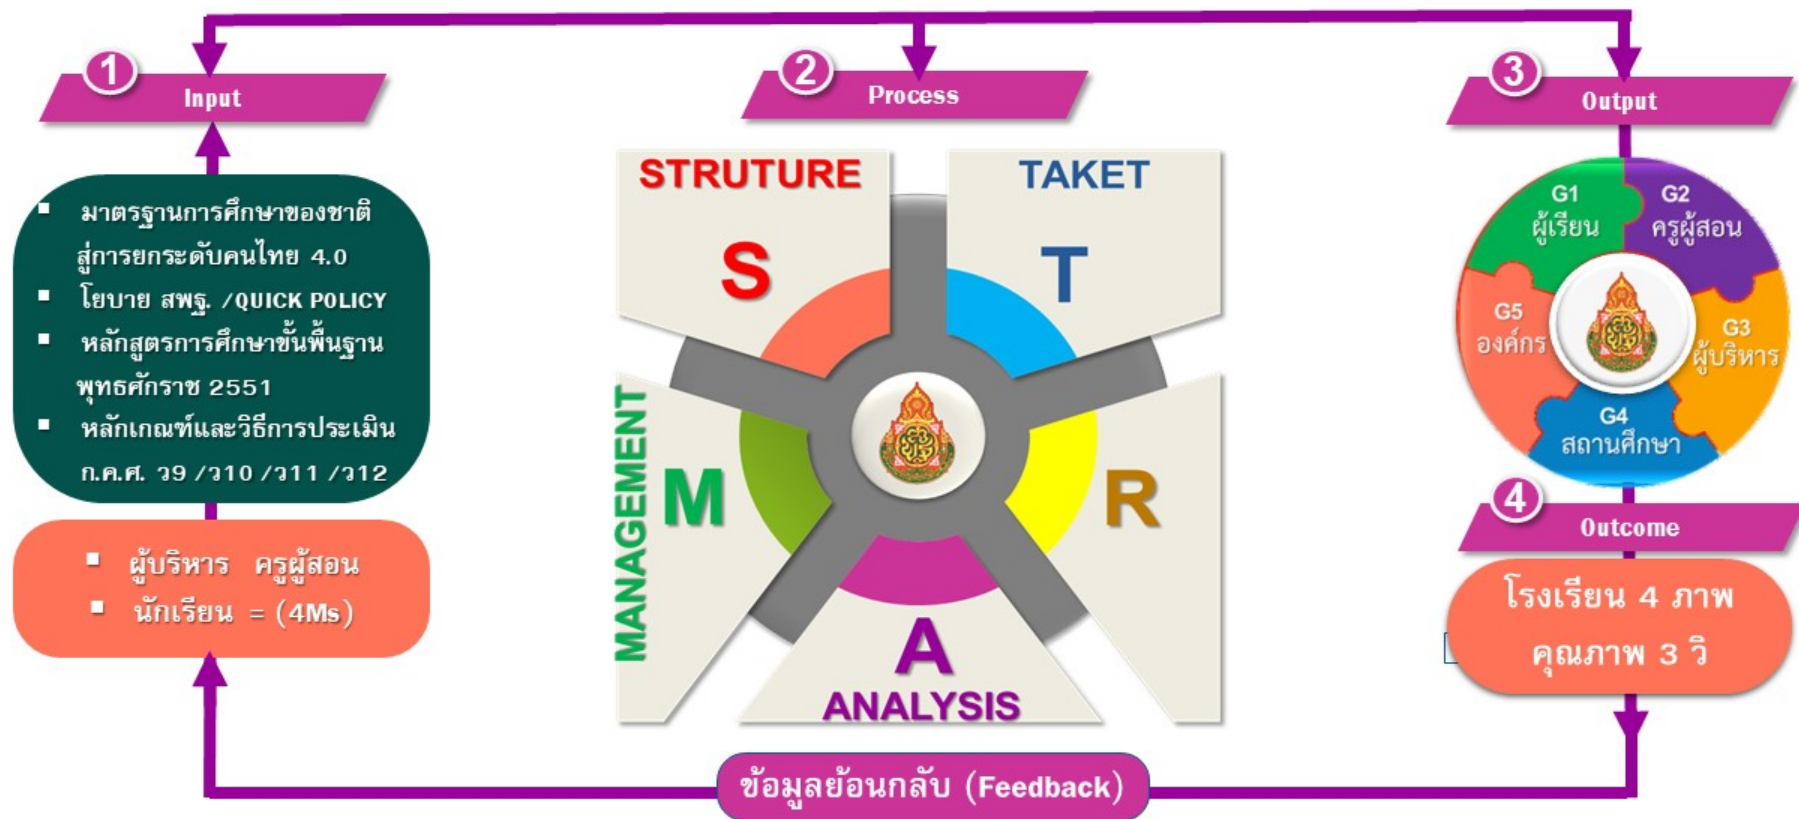 1
Input
▪ มาตรฐานการศึกษาของชาติ
สู่การยกระดับคนไทย 4.0
▪ โยบาย สพฐ. /QUICK POLICY
▪ หลักสูตรการศึกษาขั้นพื้นฐาน
พุทธศักราช 2551
▪ หลักเกณฑ์และวิธีการประเมิน
ก.ค.ศ. ว9 /ว10 /ว11 /ว12
▪ ผู้บริหาร ครูผู้สอน
▪ นักเรียน = (4Ms)
2
Process
STRUTURE
S
TAKET
T
MANAGEMENT
M
R
A
ANALYSIS
3
Output
G1
ผู้เรียน
G2
ครูผู้สอน
G3
ผู้บริหาร
G4
สถานศึกษา
G5
องค์กร
4
Outcome
โรงเรียน 4 ภาพ
คุณภาพ 3 วิ
ข้อมูลย้อนกลับ (Feedback)